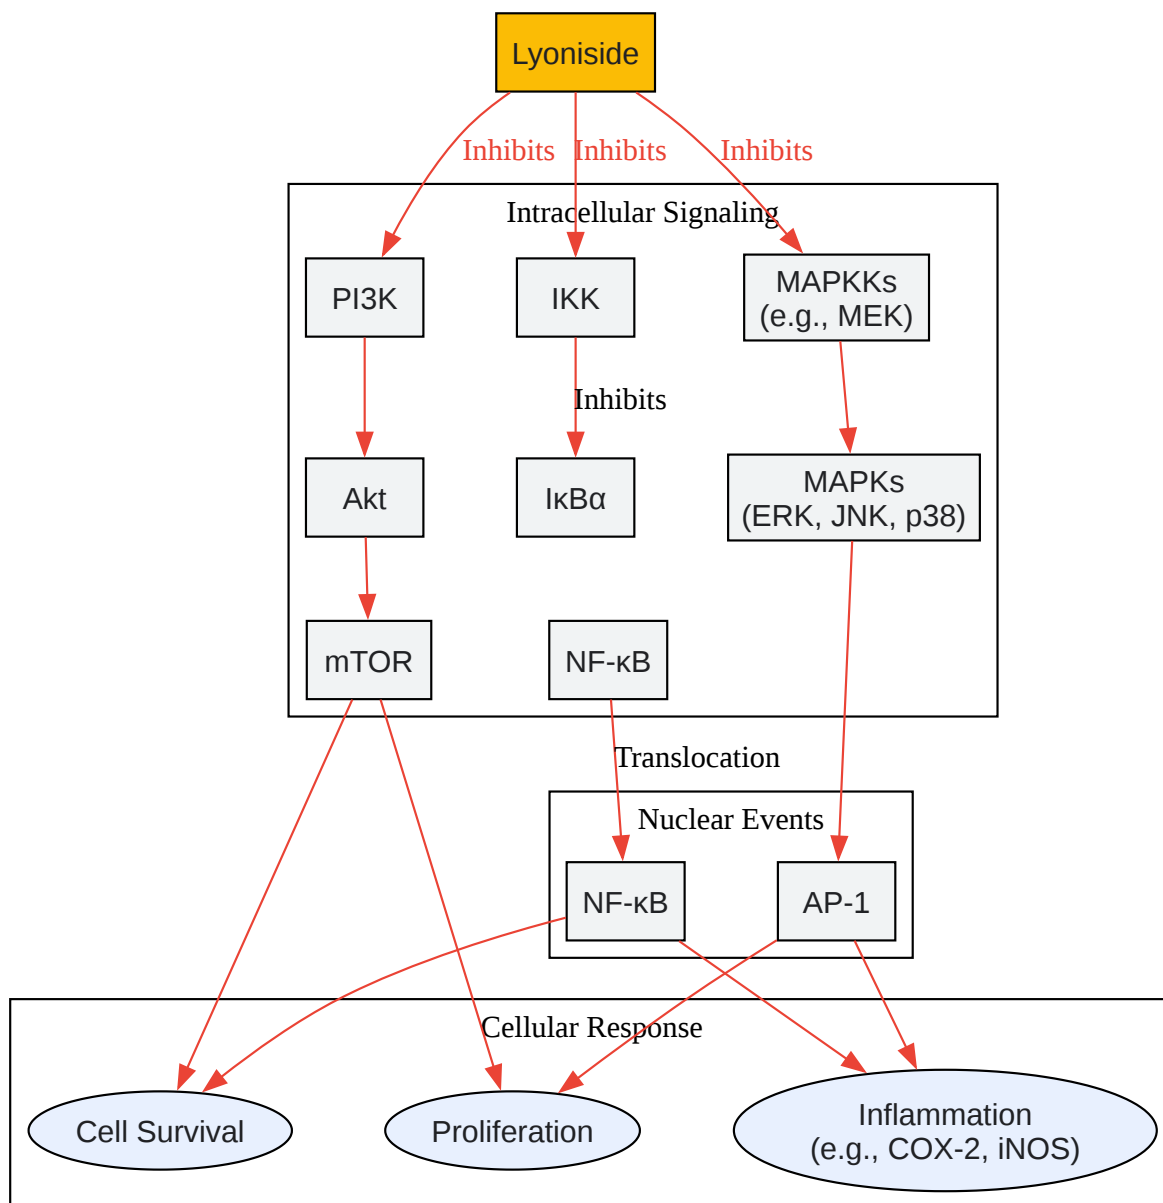 Lyoniside
Inhibits
Inhibits
Inhibits
Intracellular Signaling
PI3K
IKK
MAPKKs
(e.g., MEK)
Inhibits
Akt
IκBα
MAPKs
(ERK, JNK, p38)
mTOR
NF-κB
Translocation
Nuclear Events
NF-κB
AP-1
Cellular Response
Cell Survival
Proliferation
Inflammation
(e.g., COX-2, iNOS)